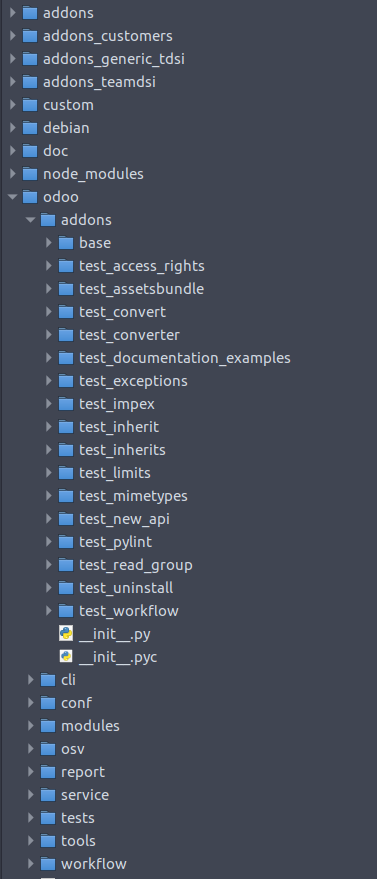 addons
addons_customers
addons_generic_tdsi
addons_teamdsi
custom
debian
doc
node_modules
odoo
addons
base
test_access_rights
test_assetsbundle
test_convert
test_converter
test_documentation_examples
test_exceptions
test_impex
test_inherit
test_inherits
test_limits
test_mimetypes
test_new_api
test_pylint
test_read_group
test_uninstall
test_workflow
__init__.py
__init__.pyc
cli
conf
modules
osv
report
service
tests
tools
workflow